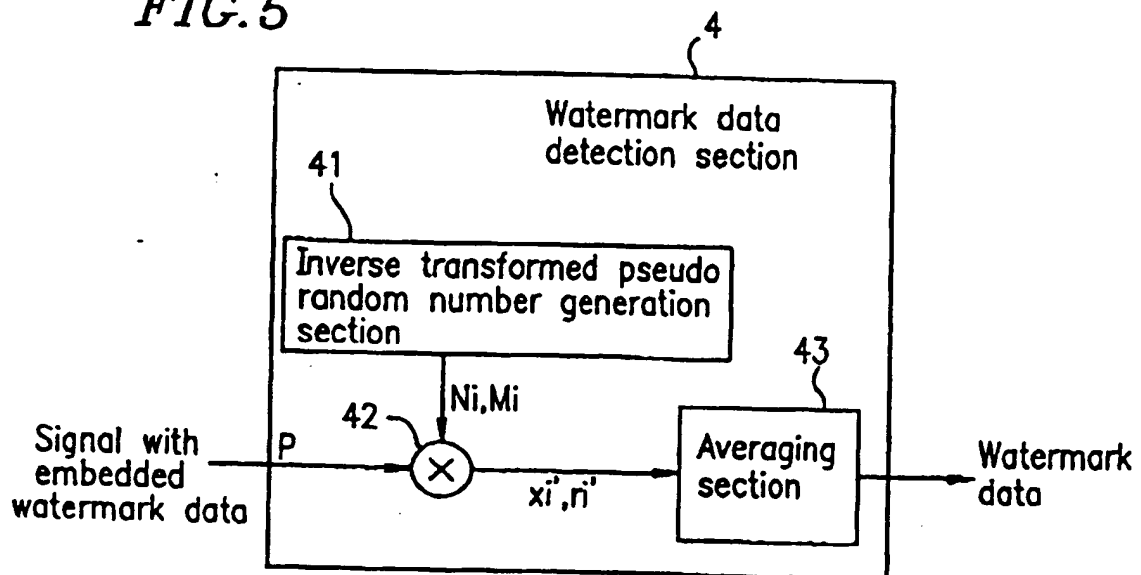 FIG. 5
4
Watermark data
detection section
41
Inverse transformed pseudo
random number generation
section
43
Ni,Mi
42
Signal with
embedded
watermark data
P
×
xi',ri'
Averaging
section
Watermark
data